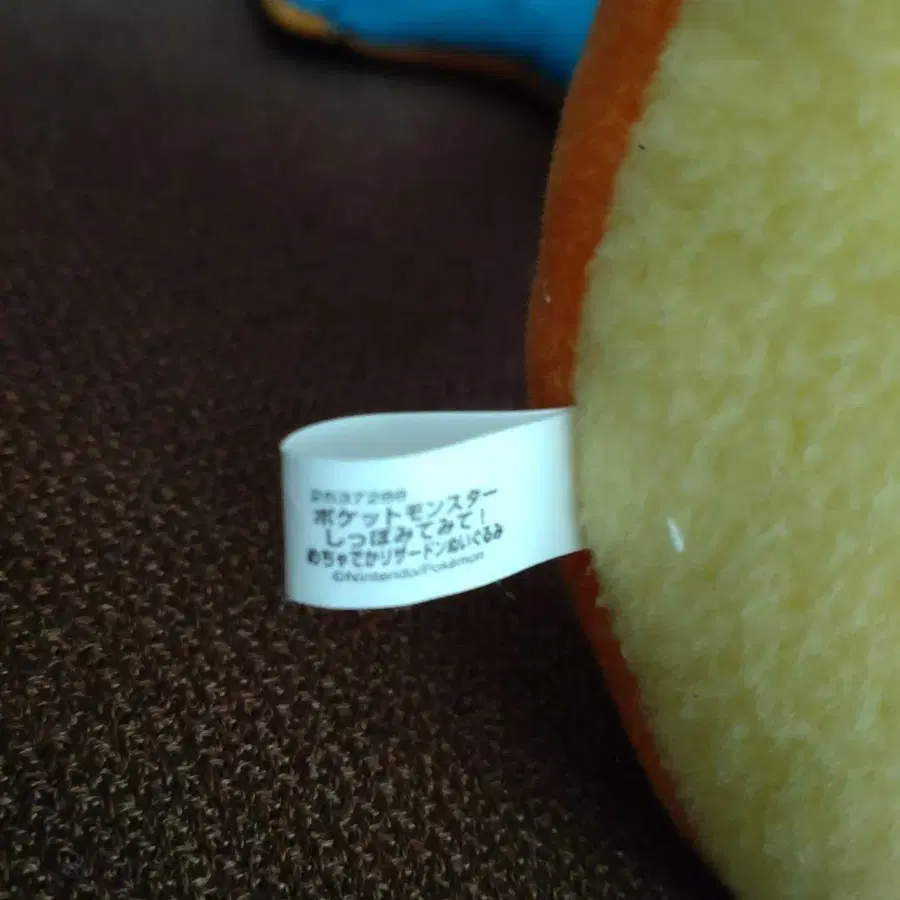 2637288
ポケットモンスター
しっぽみてみて！
めちゃでかリザードンぬいぐるみ
©Nintendo/Pokémon